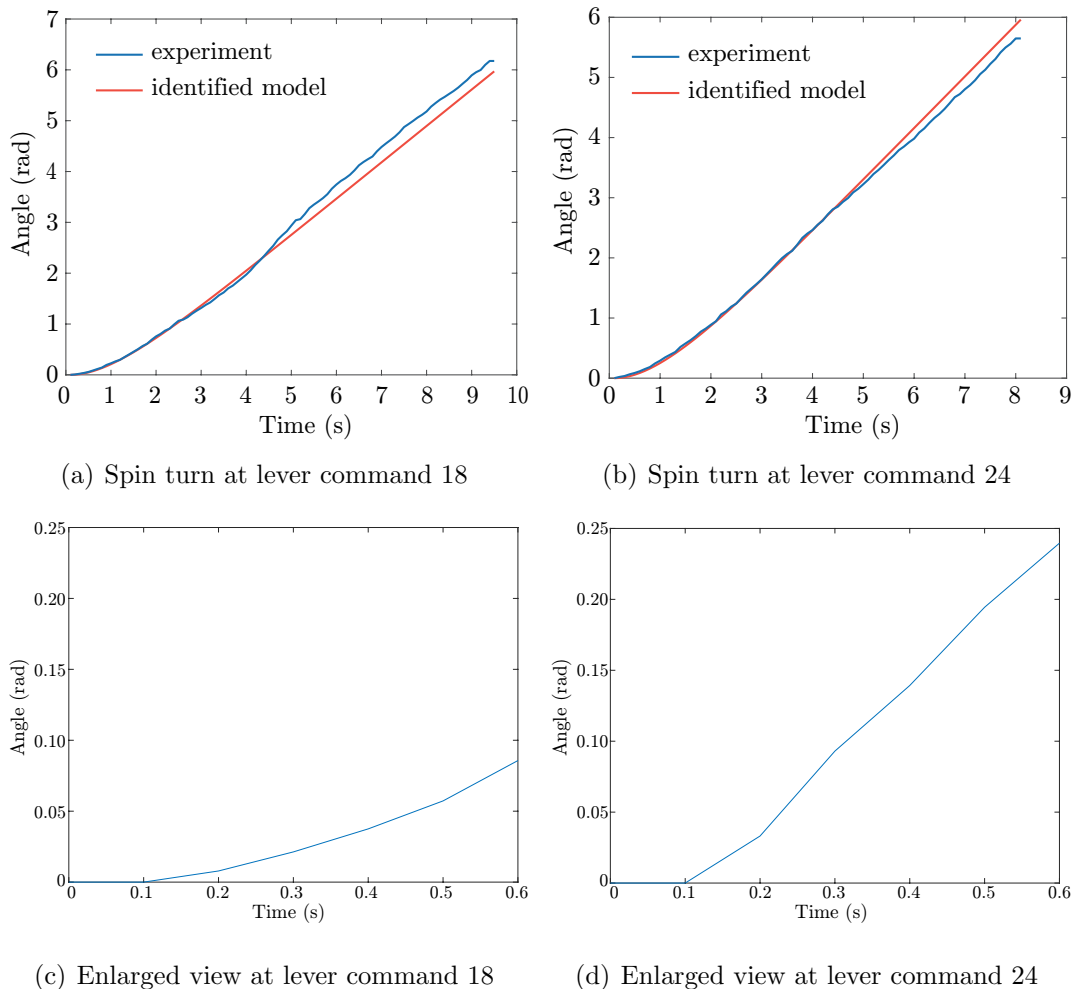 7
6
5
4
3
2
1
0
Angle (rad)
experiment
identified model
0 1 2 3 4 5 6 7 8 9 10
Time (s)
(a) Spin turn at lever command 18
6
5
4
3
2
1
0
Angle (rad)
experiment
identified model
0 1 2 3 4 5 6 7 8 9
Time (s)
(b) Spin turn at lever command 24
0.25
0.20
0.15
0.10
0.05
0
Angle (rad)
0 0.1 0.2 0.3 0.4 0.5 0.6
Time (s)
(c) Enlarged view at lever command 18
0.25
0.20
0.15
0.10
0.05
0
Angle (rad)
0 0.1 0.2 0.3 0.4 0.5 0.6
Time (s)
(d) Enlarged view at lever command 24